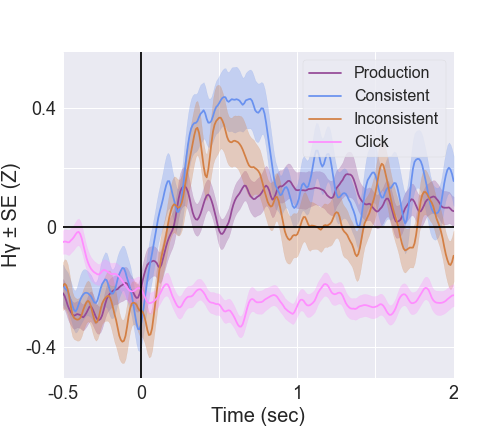 Production
Consistent
Inconsistent
Click
0.4
0
-0.4
Hγ ± SE (Z)
-0.5 0 1 2
Time (sec)